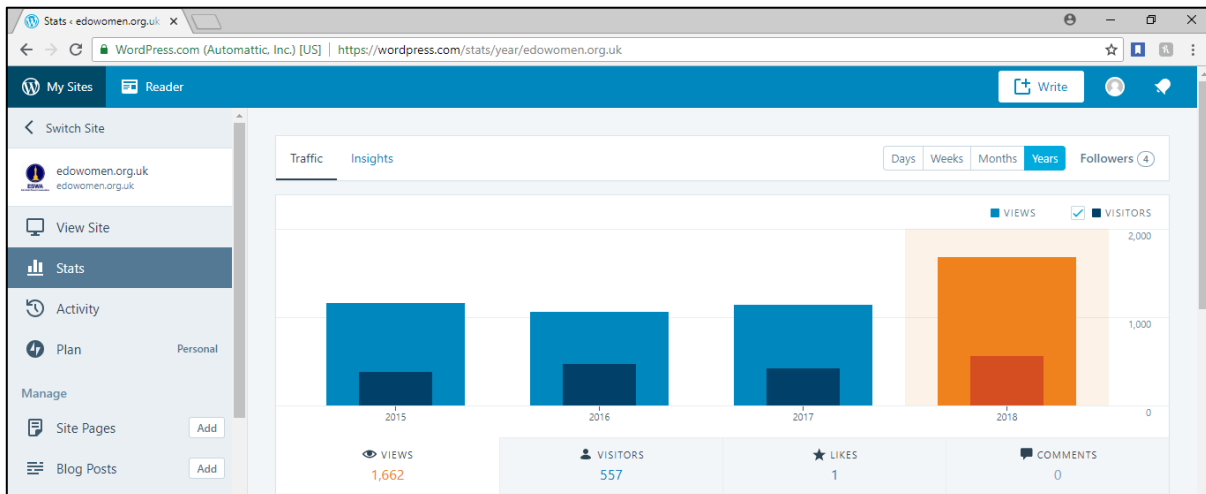 Stats ‹ edowomen.org.uk
WordPress.com (Automattic, Inc.) [US] | https://wordpress.com/stats/year/edowomen.org.uk
My Sites Reader Write
Switch Site
edowomen.org.uk
edowomen.org.uk
ESWA
View Site
Stats
Activity
Plan Personal
Manage
Site Pages Add
Blog Posts Add
Traffic Insights Days Weeks Months Years Followers 4
VIEWS VISITORS
2,000
1,000
0
2015 2016 2017 2018
VIEWS VISITORS LIKES COMMENTS
1,662 557 1 0